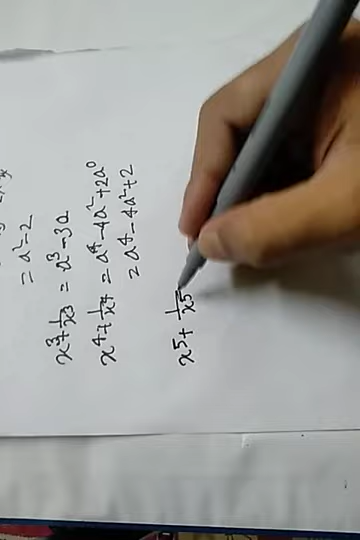 = a² - 2
x³ + 1/x³ = a³ - 3a
x⁴ + 1/x⁴ = a⁴ - 4a² + 2a⁰
= a⁴ - 4a² + 2
x⁵ + 1/x⁵